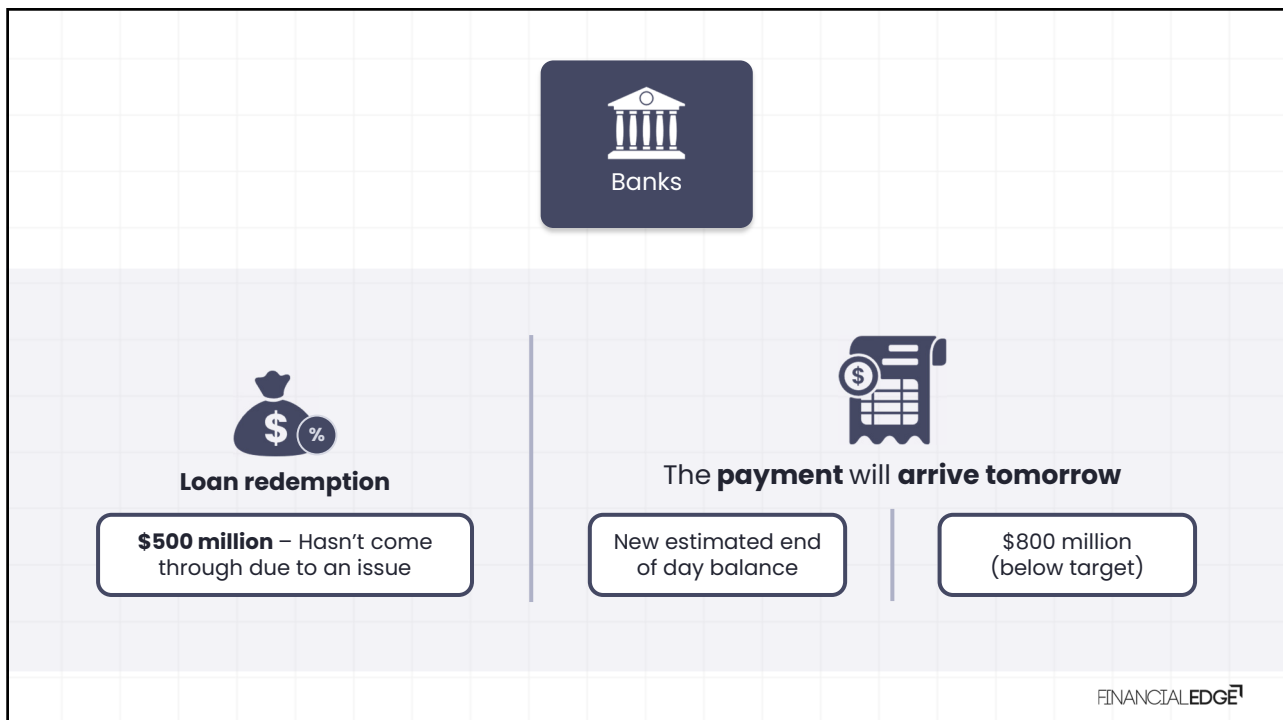 Banks
$
%
Loan redemption
$500 million – Hasn't come
through due to an issue
$
The payment will arrive tomorrow
New estimated end
of day balance
$800 million
(below target)
FINANCIALEDGE